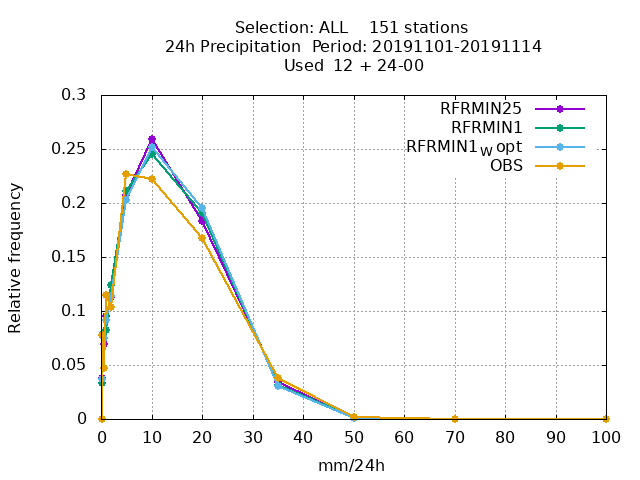 Selection: ALL 151 stations
24h Precipitation Period: 20191101-20191114
Used 12 + 24-00
0.3
0.25
0.2
0.15
0.1
0.05
0
Relative frequency
RFRMIN25
RFRMIN1
RFRMIN1W opt
OBS
0 10 20 30 40 50 60 70 80 90 100
mm/24h